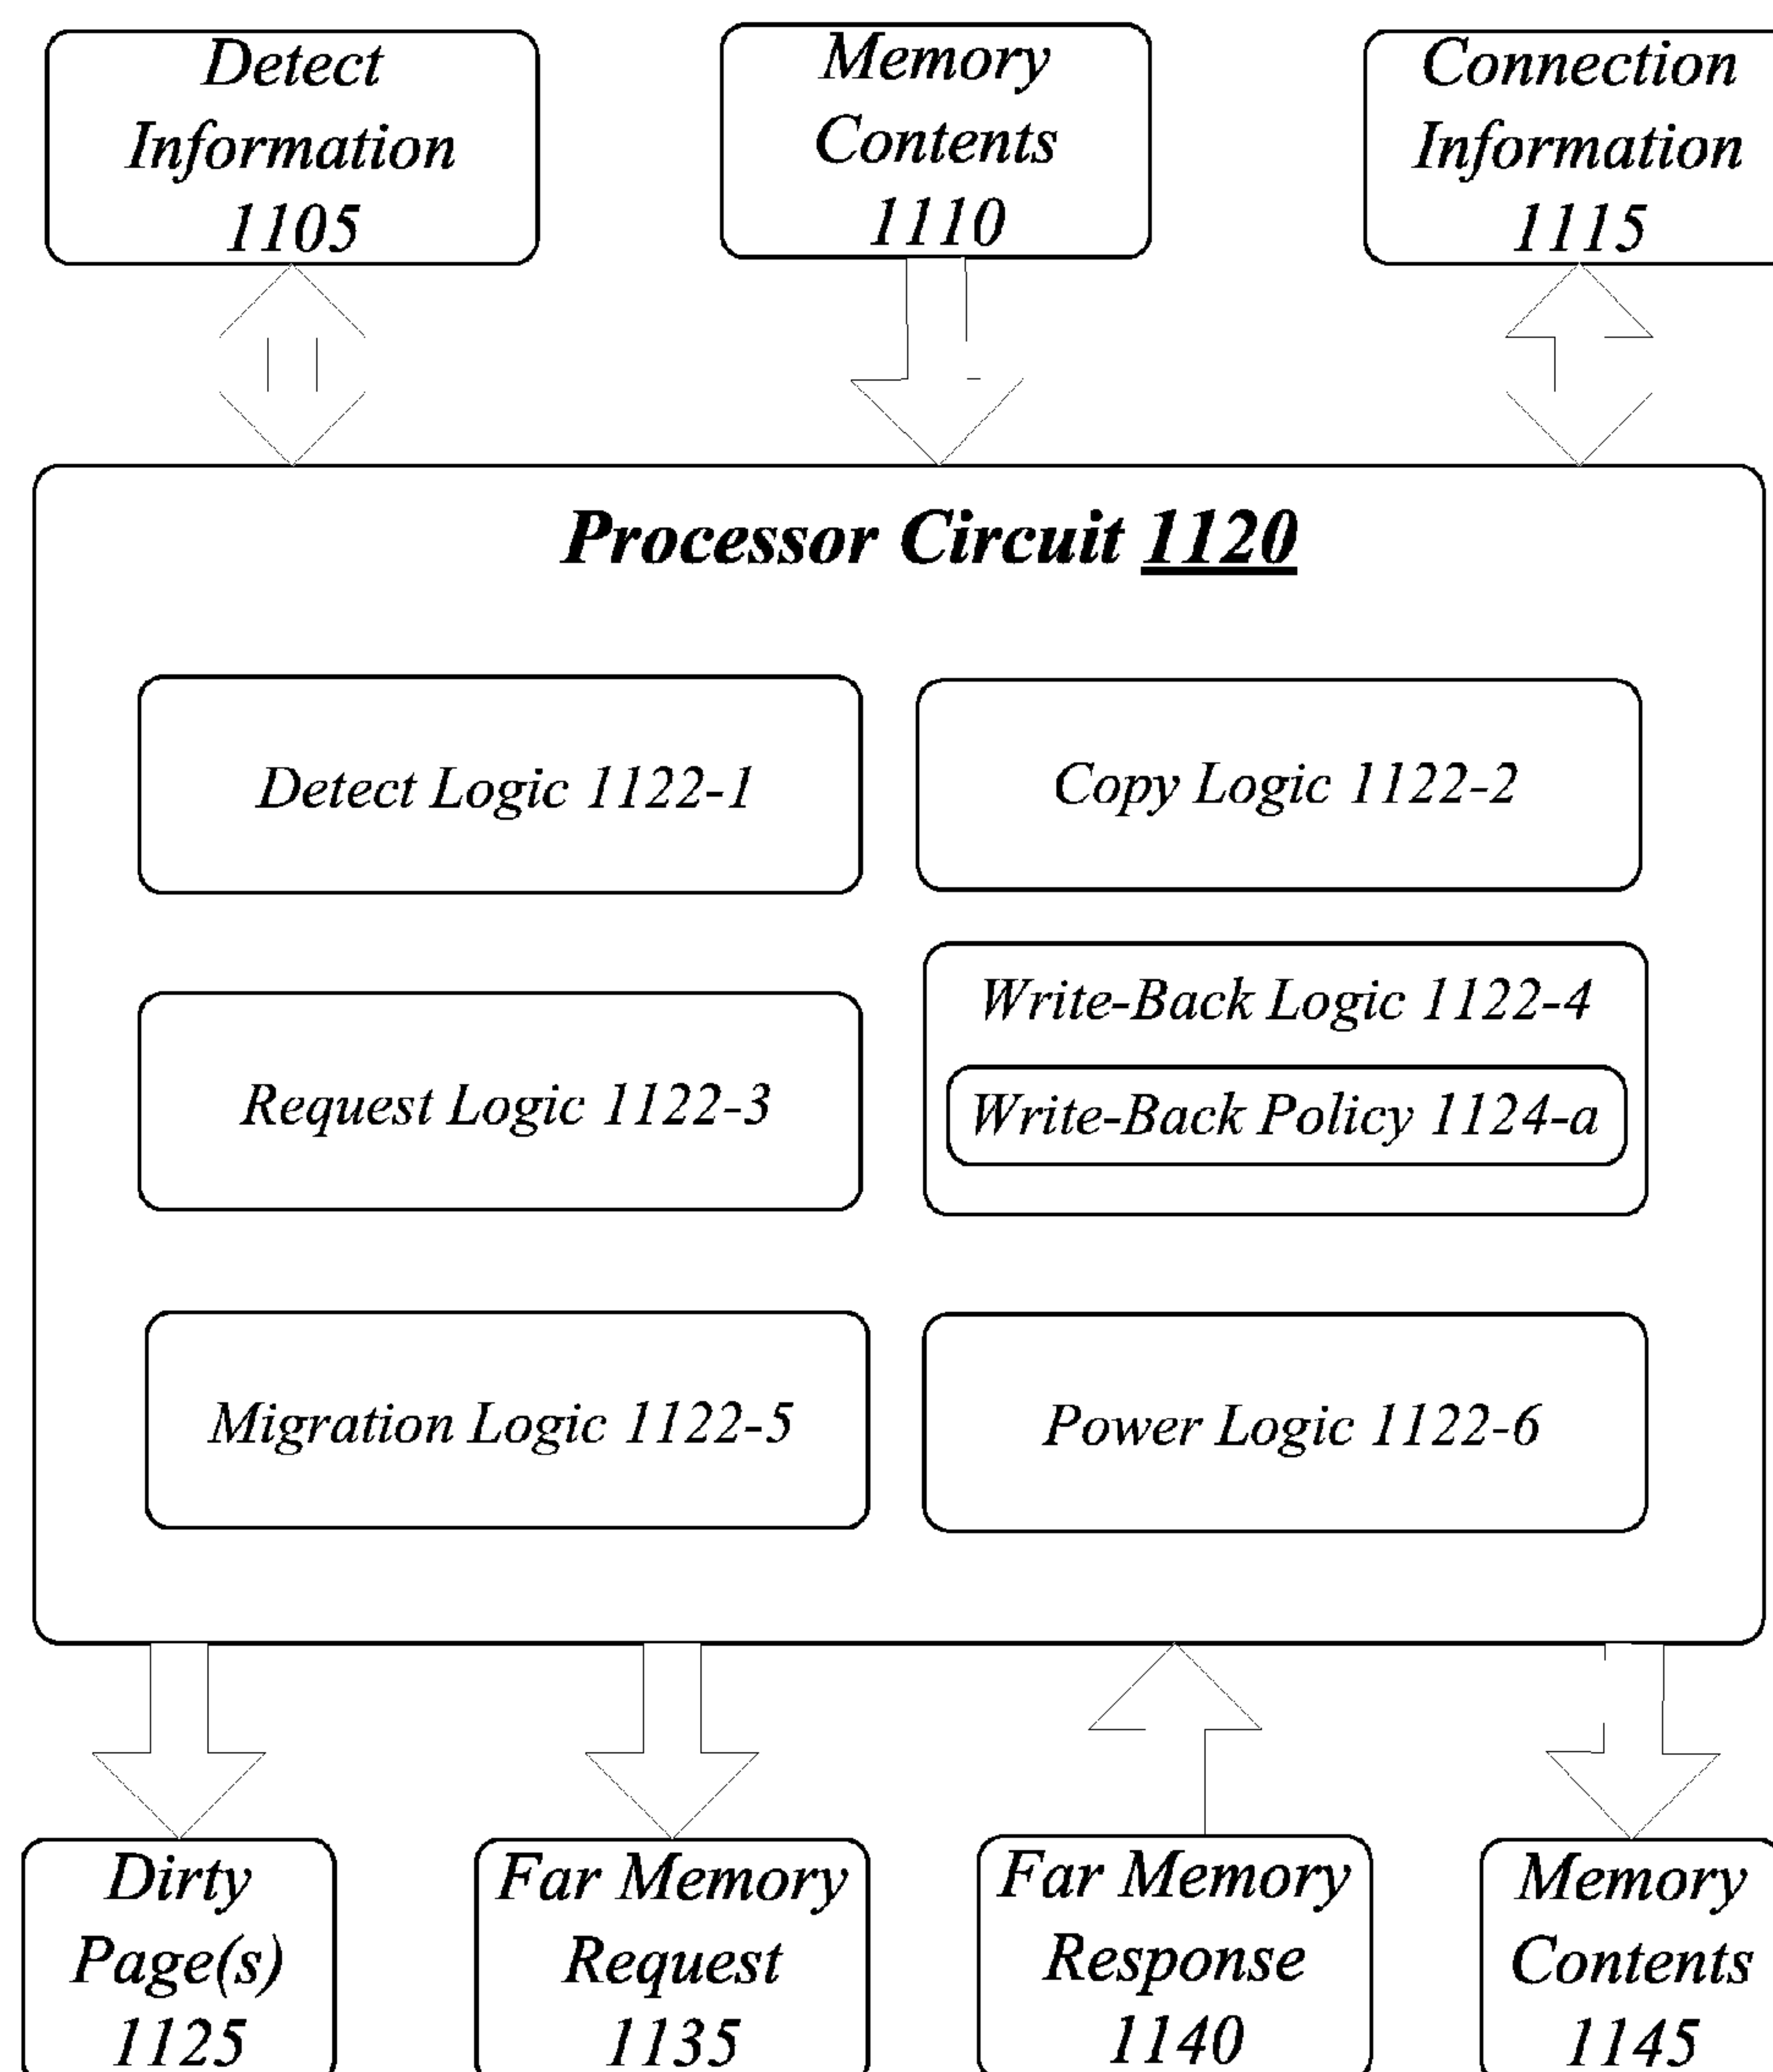 Detect
Information
1105
Memory
Contents
1110
Connection
Information
1115
Processor Circuit 1120
Detect Logic 1122-1
Copy Logic 1122-2
Request Logic 1122-3
Write-Back Logic 1122-4
Write-Back Policy 1124-a
Migration Logic 1122-5
Power Logic 1122-6
Dirty
Page(s)
1125
Far Memory
Request
1135
Far Memory
Response
1140
Memory
Contents
1145